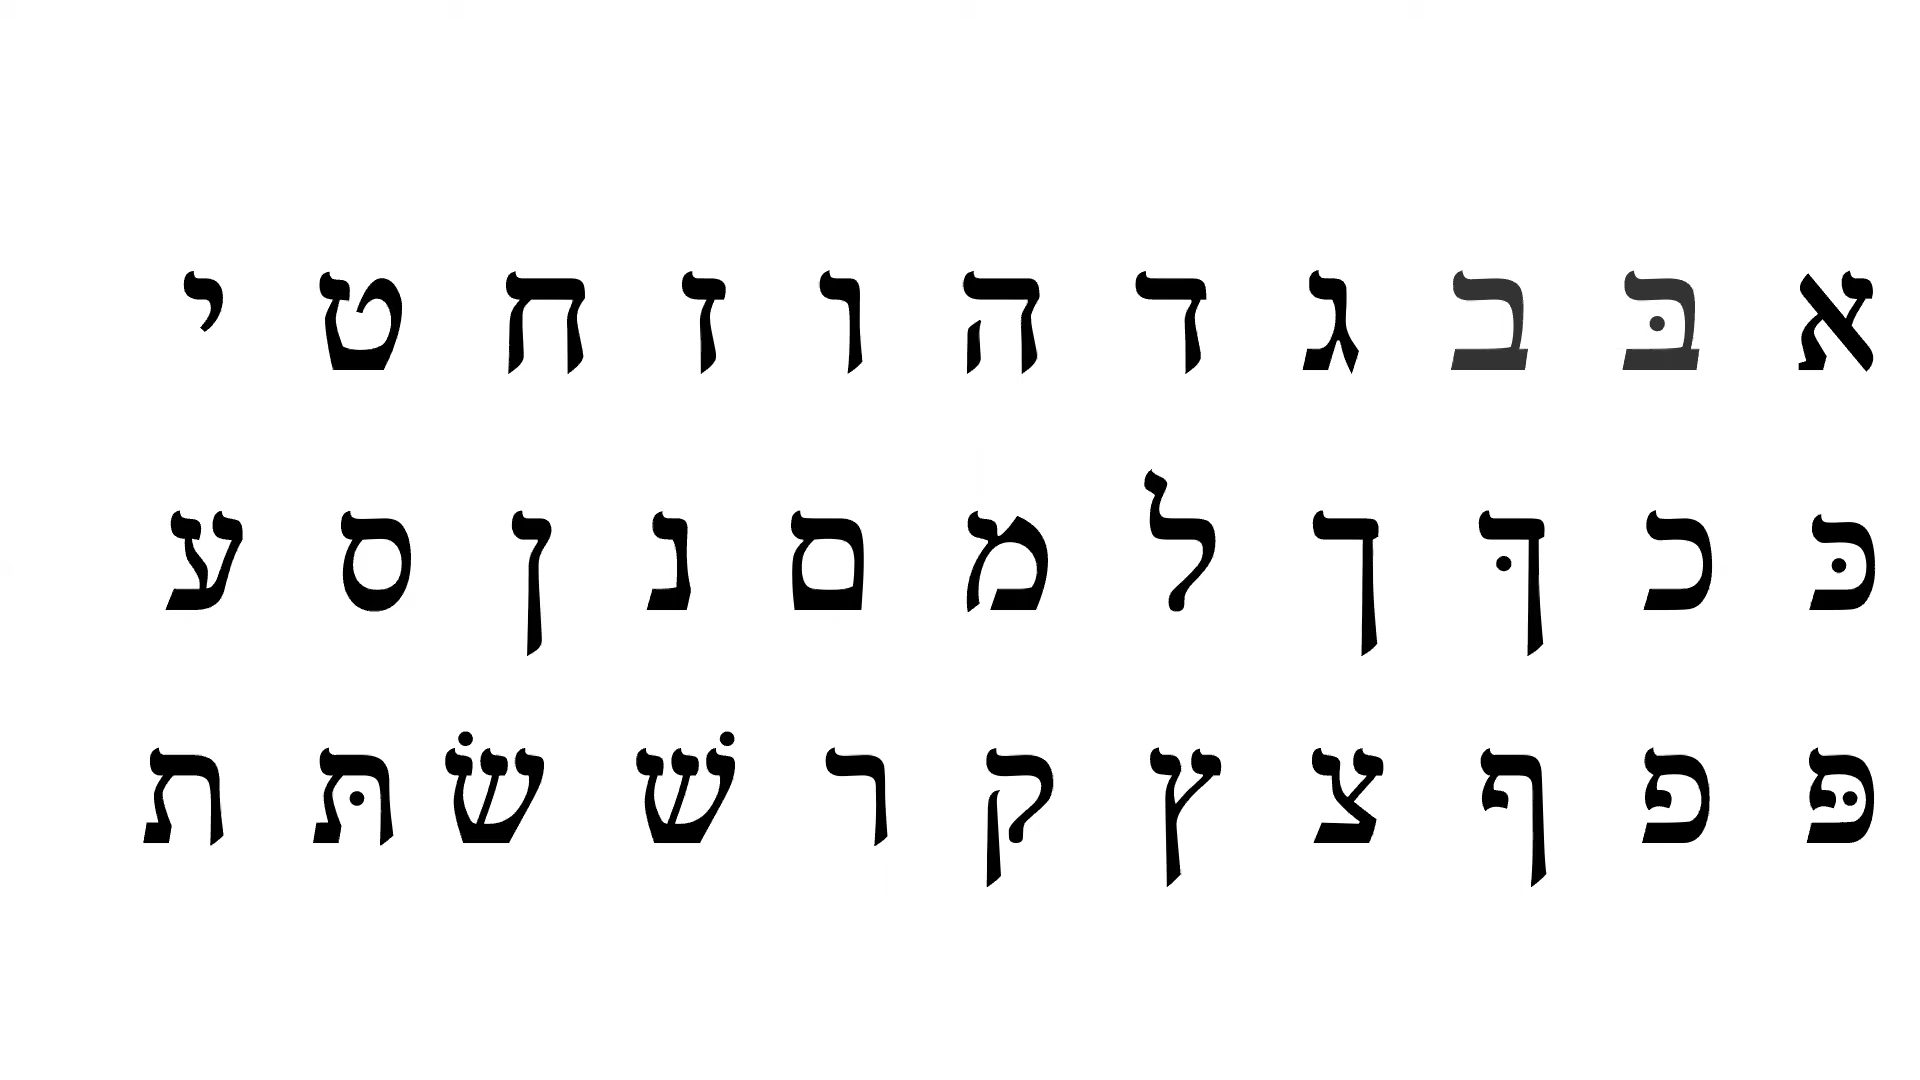 א בּ ב ג ד ה ו ז ח ט י
כּ כ ךּ ך ל מ ם נ ן ס ע
פּ פ ף צ ץ ק ר שׁ שׂ תּ ת